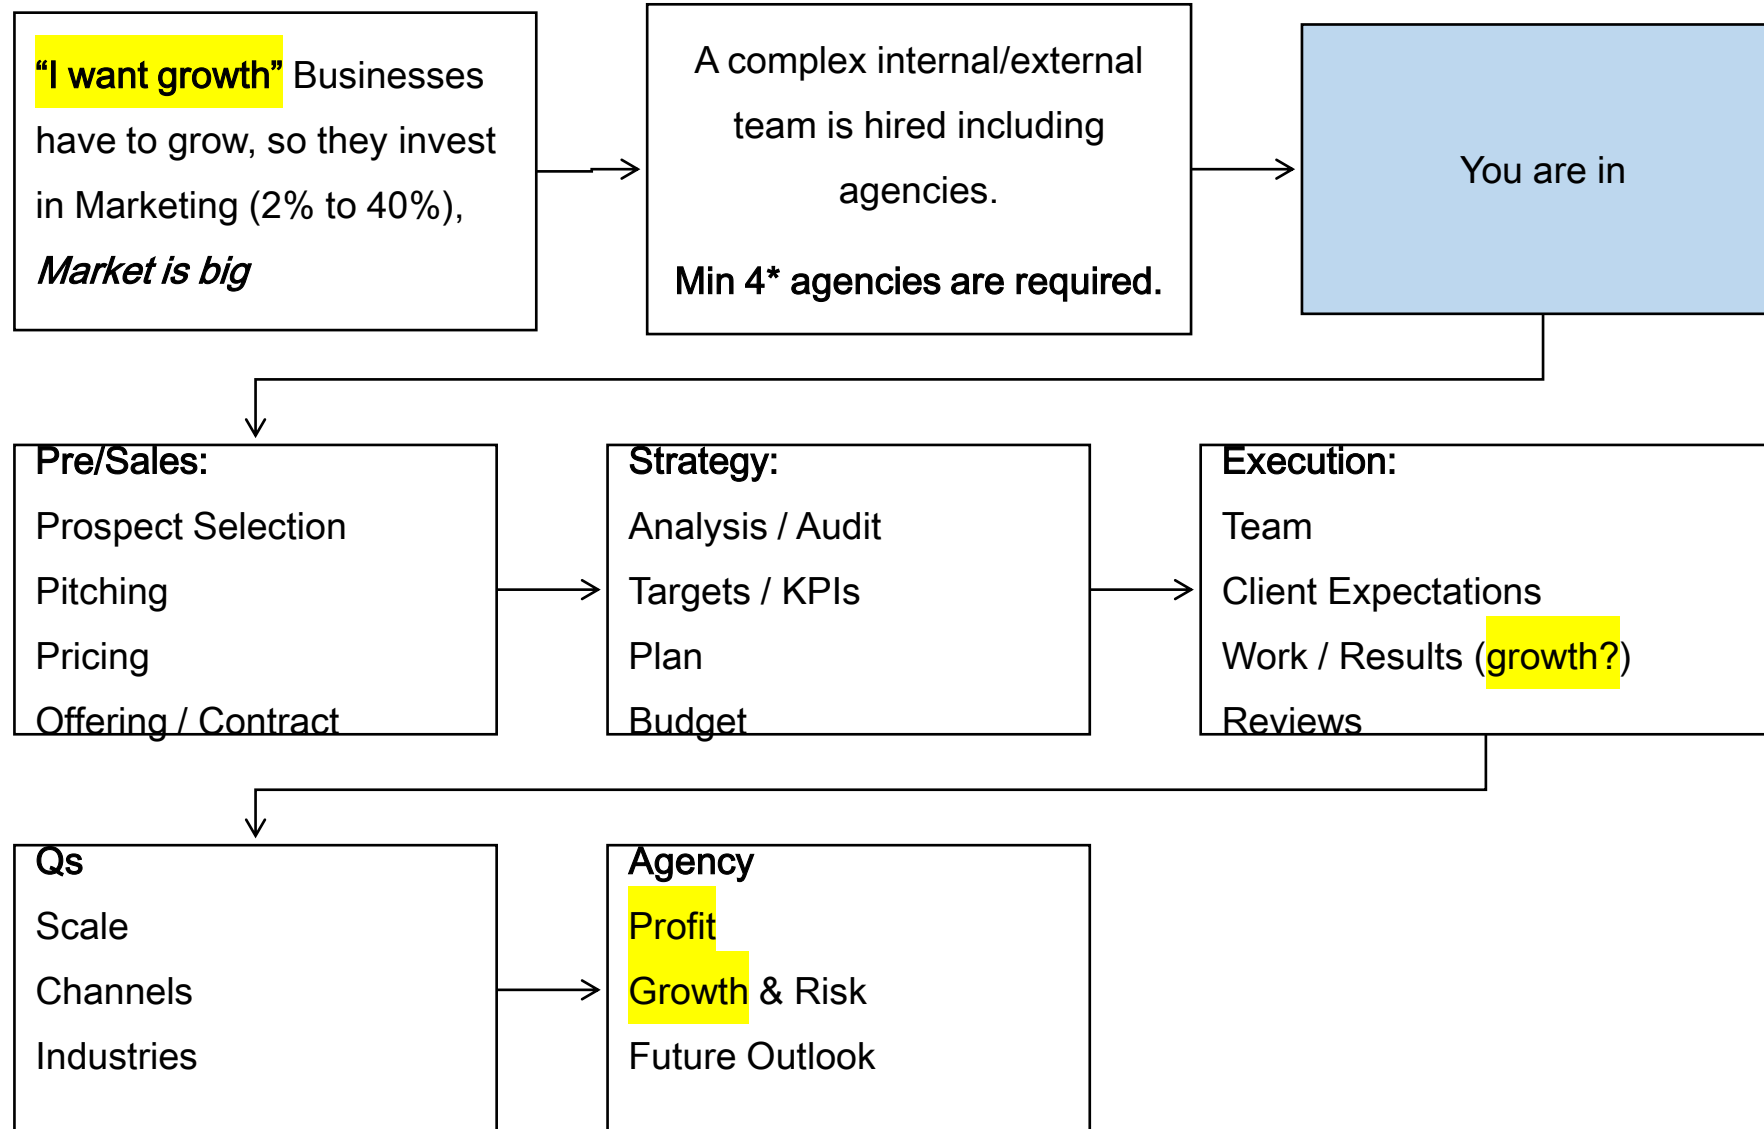 “I want growth” Businesses
have to grow, so they invest
in Marketing (2% to 40%),
Market is big
A complex internal/external
team is hired including
agencies.
Min 4* agencies are required.
You are in
Pre/Sales:
Prospect Selection
Pitching
Pricing
Offering / Contract
Strategy:
Analysis / Audit
Targets / KPIs
Plan
Budget
Execution:
Team
Client Expectations
Work / Results (growth?)
Reviews
Qs
Scale
Channels
Industries
Agency
Profit
Growth & Risk
Future Outlook